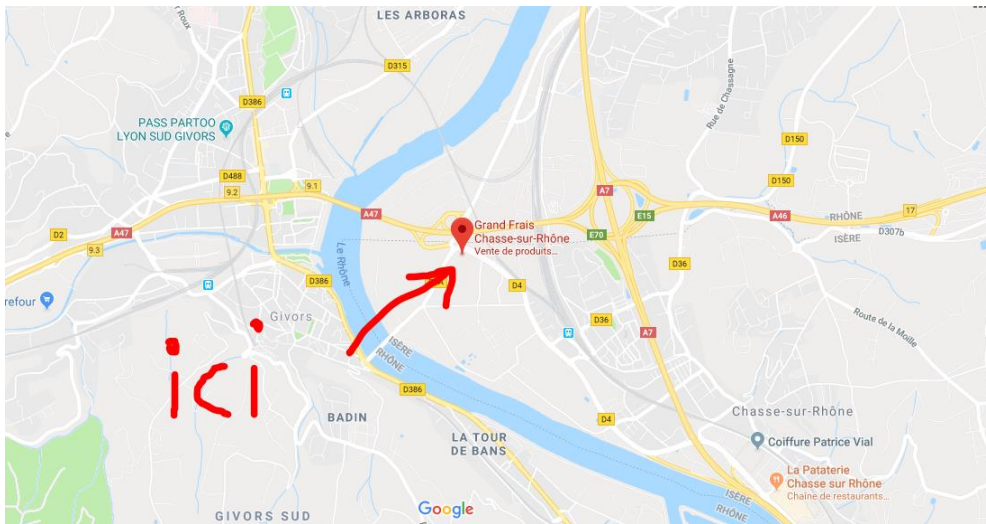 LES ARBORAS
D315
D386
PASS PARTOO
LYON SUD GIVORS
Rue de Chassagne
D150
D488
9.2
9.1
D150
A7
A47
E15
A46
RHÔNE
17
ISÈRE
D307b
D2
A47
9.3
Grand Frais
Chasse-sur-Rhône
Vente de produits...
E70
Le Rhône
D36
D386
D4
refour
Givors
D36
A7
Route de la Moille
ici
ISÈRE
RHÔNE
D386
BADIN
D4
Chasse-sur-Rhône
LA TOUR
DE BANS
Coiffure Patrice Vial
La Pataterie
Chasse sur Rhône
Chaîne de restaurants...
ISÈRE
RHÔNE
Google
GIVORS SUD